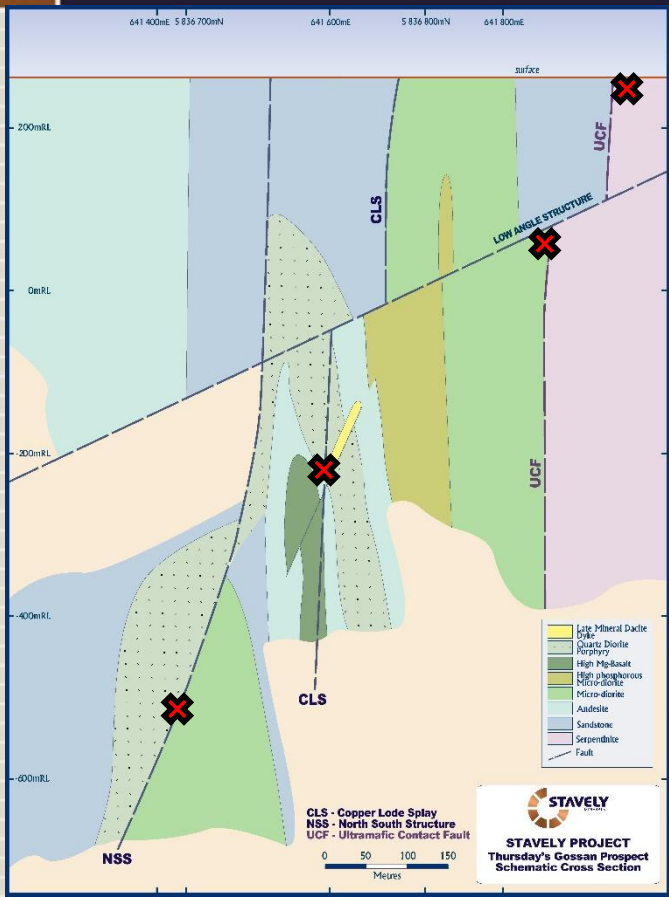 641 400mE 5 836 700mN 641 600mE 5 836 800mN 641 800mE
surface
200mRL
UCF
CLS
LOW ANGLE STRUCTURE
0mRL
-200mRL
UCF
-400mRL
CLS
-600mRL
NSS
Late Mineral Dacite
Dyke
Quartz Diorite
Porphyry
High Mg-Basalt
High phosphorous
Micro-diorite
Micro-diorite
Andesite
Sandstone
Serpentinite
Fault
CLS - Copper Lode Splay
NSS - North South Structure
UCF - Ultramafic Contact Fault
0 50 100 150
Metres
STAVELY
STAVELY PROJECT
Thursday's Gossan Prospect
Schematic Cross Section